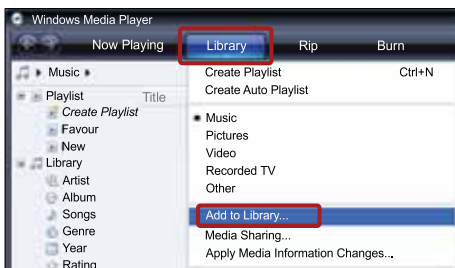 Windows Media Player
Now Playing
Library
Rip
Burn
Music
Playlist
Title
Create Playlist
Favour
New
Library
Artist
Album
Songs
Genre
Year
Rating
Create Playlist Ctrl+N
Create Auto Playlist
Music
Pictures
Video
Recorded TV
Other
Add to Library...
Media Sharing...
Apply Media Information Changes...